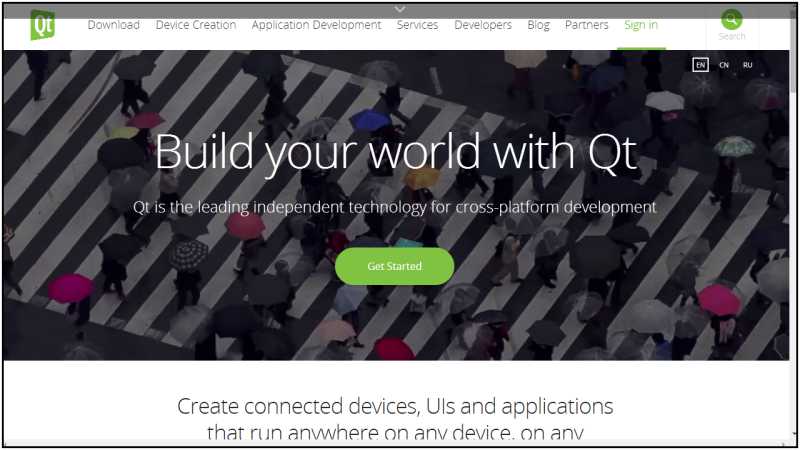 Qt
Download Device Creation Application Development Services Developers Blog Partners Sign in
Search
EN CN RU
Build your world with Qt
Qt is the leading independent technology for cross-platform development
Get Started
Create connected devices, UIs and applications
that run anywhere on any device, on any